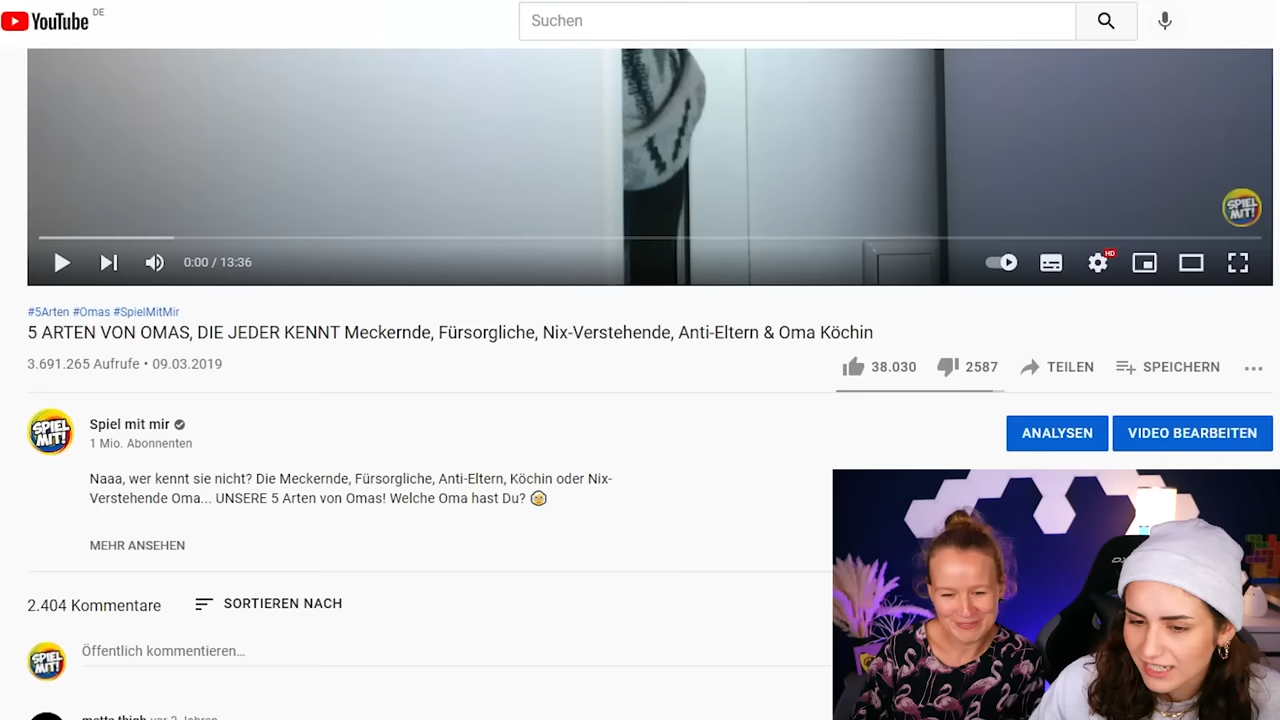 YouTube DE
Suchen
SPIEL MIT!
0:00 / 13:36
HD
#5Arten #Omas #SpielMitMir
5 ARTEN VON OMAS, DIE JEDER KENNT Meckernde, Fürsorgliche, Nix-Verstehende, Anti-Eltern & Oma Köchin
3.691.265 Aufrufe • 09.03.2019
38.030
2587
TEILEN
SPEICHERN
SPIEL MIT!
Spiel mit mir
1 Mio. Abonnenten
ANALYSEN
VIDEO BEARBEITEN
Naaa, wer kennt sie nicht? Die Meckernde, Fürsorgliche, Anti-Eltern, Köchin oder Nix-
Verstehende Oma... UNSERE 5 Arten von Omas! Welche Oma hast Du?
MEHR ANSEHEN
2.404 Kommentare
SORTIEREN NACH
SPIEL MIT!
Öffentlich kommentieren...